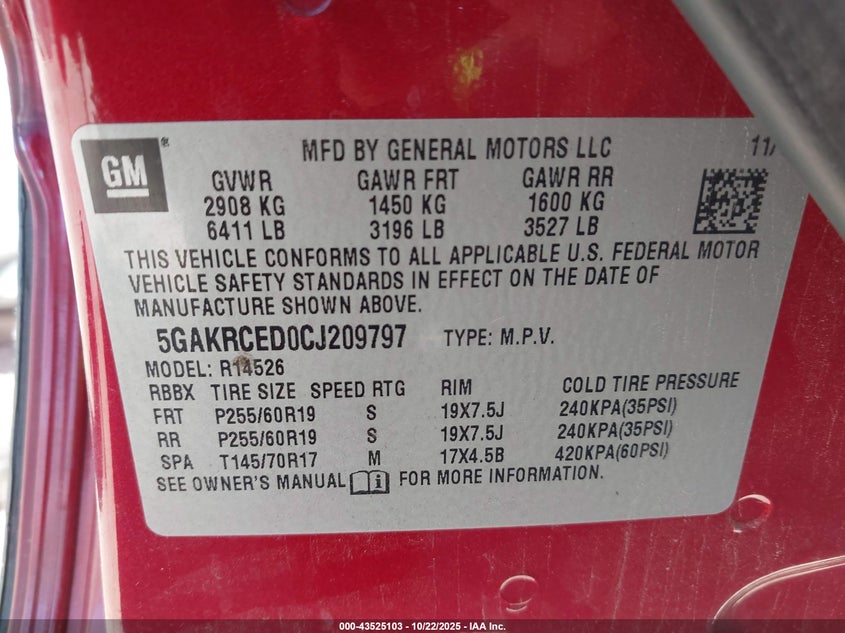 GM
MFD BY GENERAL MOTORS LLC 11/
GVWR GAWR FRT GAWR RR
2908 KG 1450 KG 1600 KG
6411 LB 3196 LB 3527 LB
THIS VEHICLE CONFORMS TO ALL APPLICABLE U.S. FEDERAL MOTOR
VEHICLE SAFETY STANDARDS IN EFFECT ON THE DATE OF
MANUFACTURE SHOWN ABOVE.
5GAKRCED0CJ209797 TYPE: M.P.V.
MODEL: R14526
RBBX TIRE SIZE SPEED RTG RIM COLD TIRE PRESSURE
FRT P255/60R19 S 19X7.5J 240KPA(35PSI)
RR P255/60R19 S 19X7.5J 240KPA(35PSI)
SPA T145/70R17 M 17X4.5B 420KPA(60PSI)
SEE OWNER'S MANUAL FOR MORE INFORMATION.
000-43525103 - 10/22/2025 - IAA Inc.